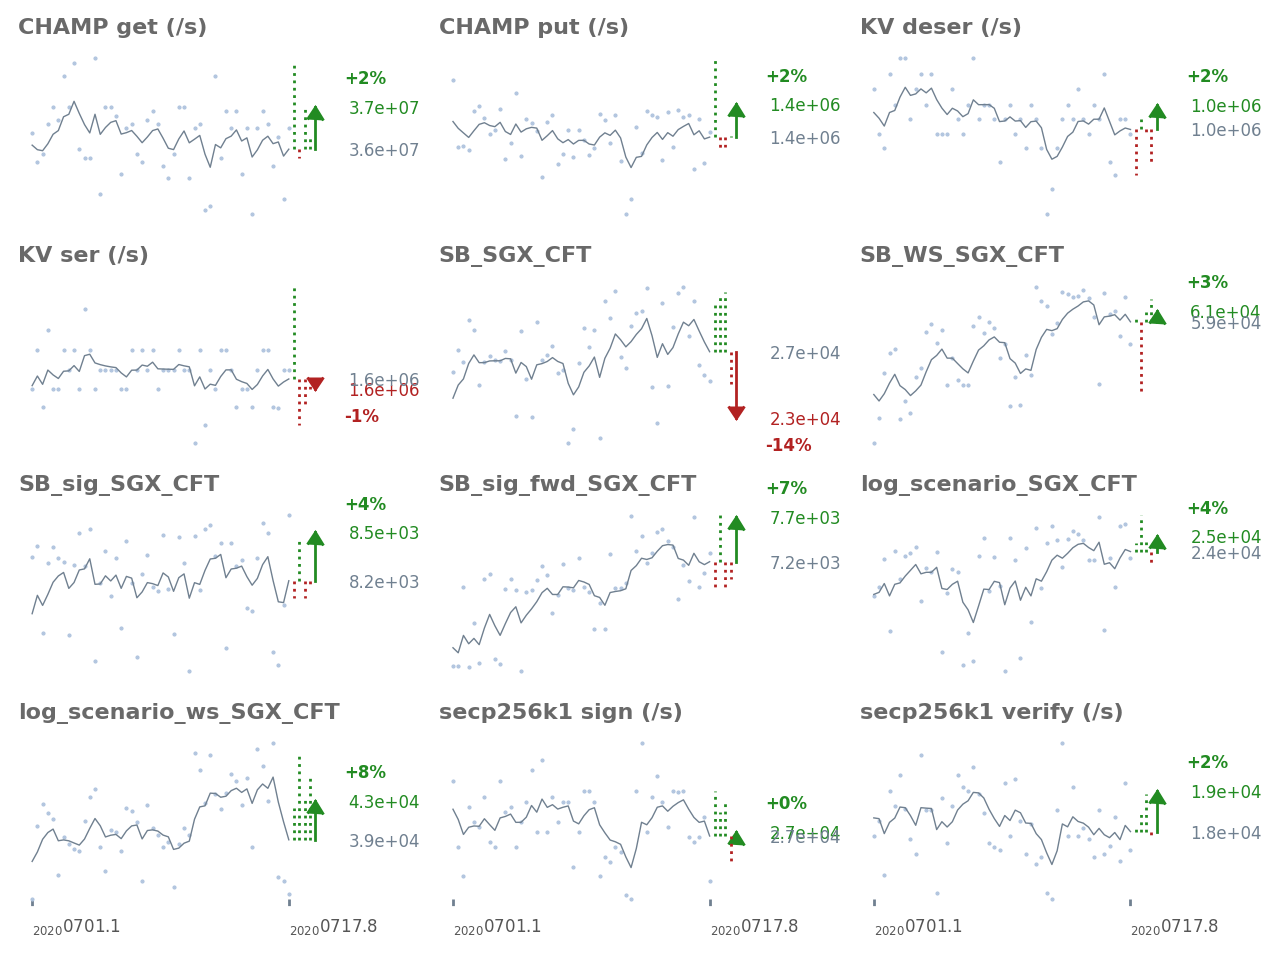 CHAMP get (/s)
+2%
3.7e+07
3.6e+07
CHAMP put (/s)
+2%
1.4e+06
1.4e+06
KV deser (/s)
+2%
1.0e+06
1.0e+06
KV ser (/s)
1.6e+06
1.6e+06
-1%
SB_SGX_CFT
2.7e+04
2.3e+04
-14%
SB_WS_SGX_CFT
+3%
6.1e+04
5.9e+04
SB_sig_SGX_CFT
+4%
8.5e+03
8.2e+03
SB_sig_fwd_SGX_CFT
+7%
7.7e+03
7.2e+03
log_scenario_SGX_CFT
+4%
2.5e+04
2.4e+04
log_scenario_ws_SGX_CFT
+8%
4.3e+04
3.9e+04
secp256k1 sign (/s)
+0%
2.7e+04
2.7e+04
secp256k1 verify (/s)
+2%
1.9e+04
1.8e+04
20200701.1
20200717.8
20200701.1
20200717.8
20200701.1
20200717.8